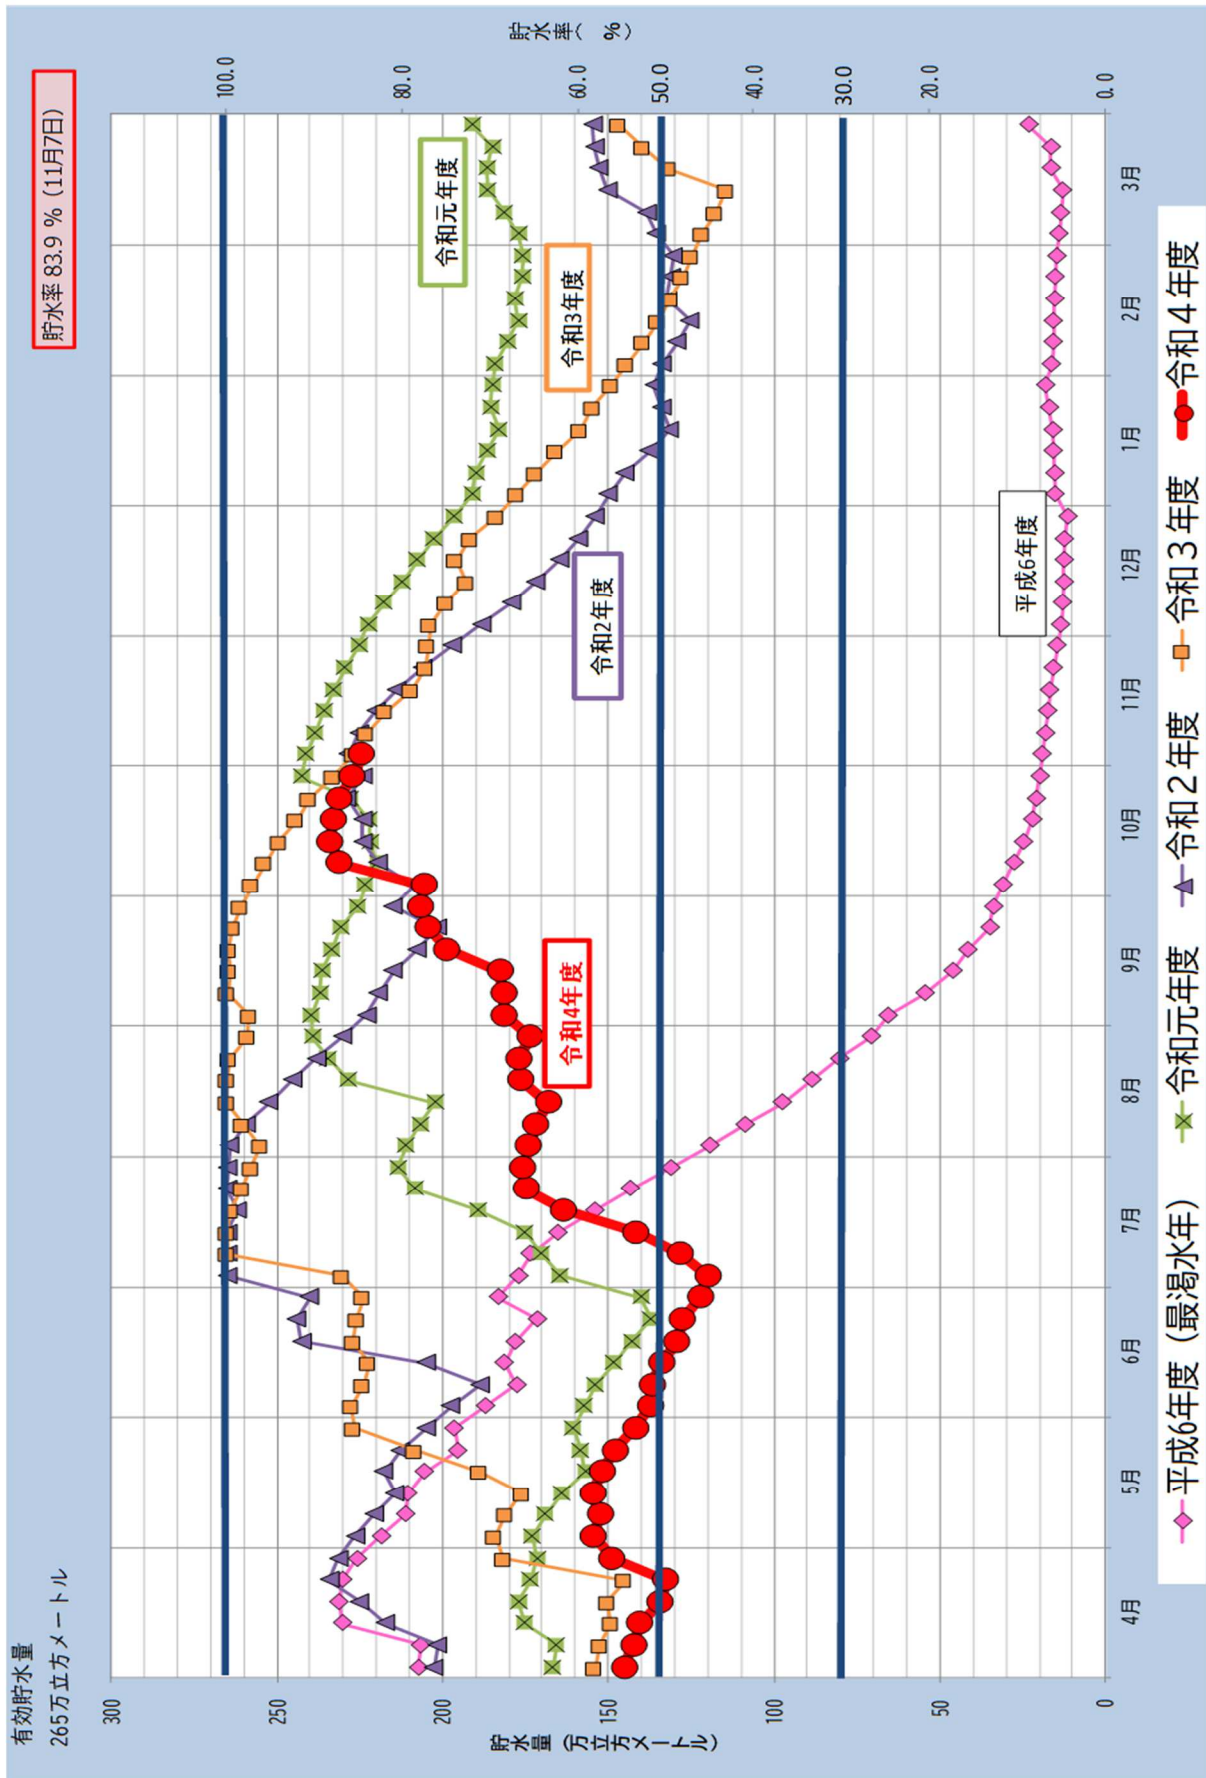 有効貯水量
265万立方メートル
貯水率 83.9 % (11月7日)
貯水量 (万立方メートル)
300
250
200
150
100
50
0
貯水率( %)
100.0
80.0
60.0
50.0
40.0
30.0
20.0
0.0
令和元年度
令和3年度
令和2年度
令和4年度
平成6年度
4月
5月
6月
7月
8月
9月
10月
11月
12月
1月
2月
3月
平成6年度 (最渇水年)
令和元年度
令和２年度
令和３年度
令和４年度